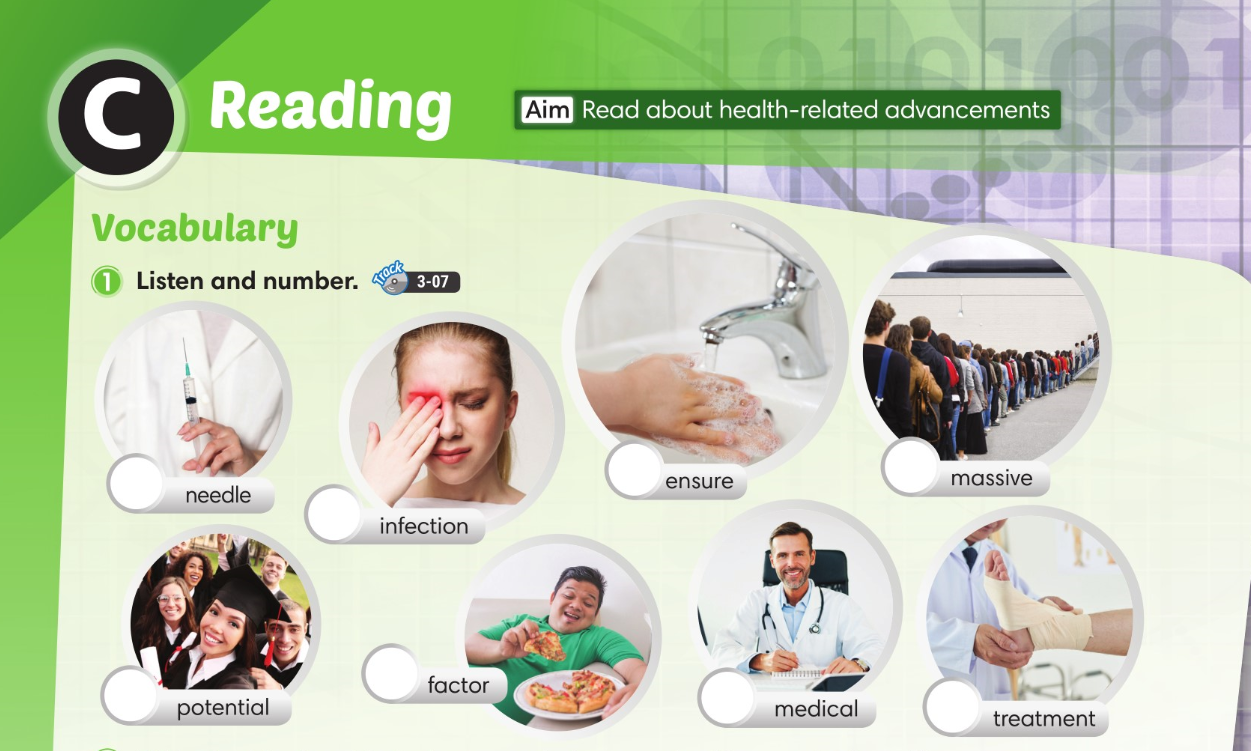 C
Reading
Aim Read about health-related advancements
Vocabulary
1 Listen and number. Track 3-07
needle
infection
ensure
massive
potential
factor
medical
treatment